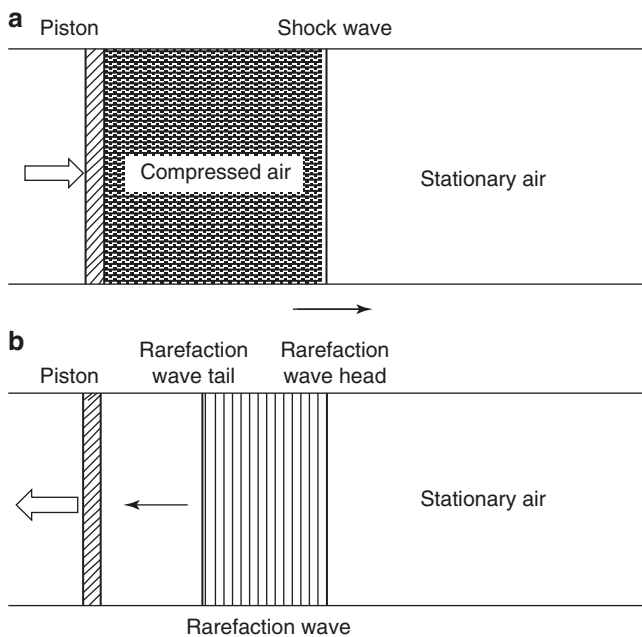 a
Piston
Shock wave
Compressed air
Stationary air
b
Rarefaction
wave tail
Rarefaction
wave head
Piston
Stationary air
Rarefaction wave